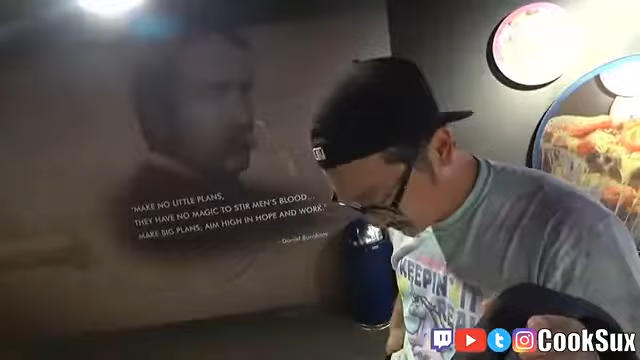 "MAKE NO LITTLE PLANS,
THEY HAVE NO MAGIC TO STIR MEN'S BLOOD...
MAKE BIG PLANS, AIM HIGH IN HOPE AND WORK."
- Daniel Burnham
KEEPIN' IT
REAL
CookSux